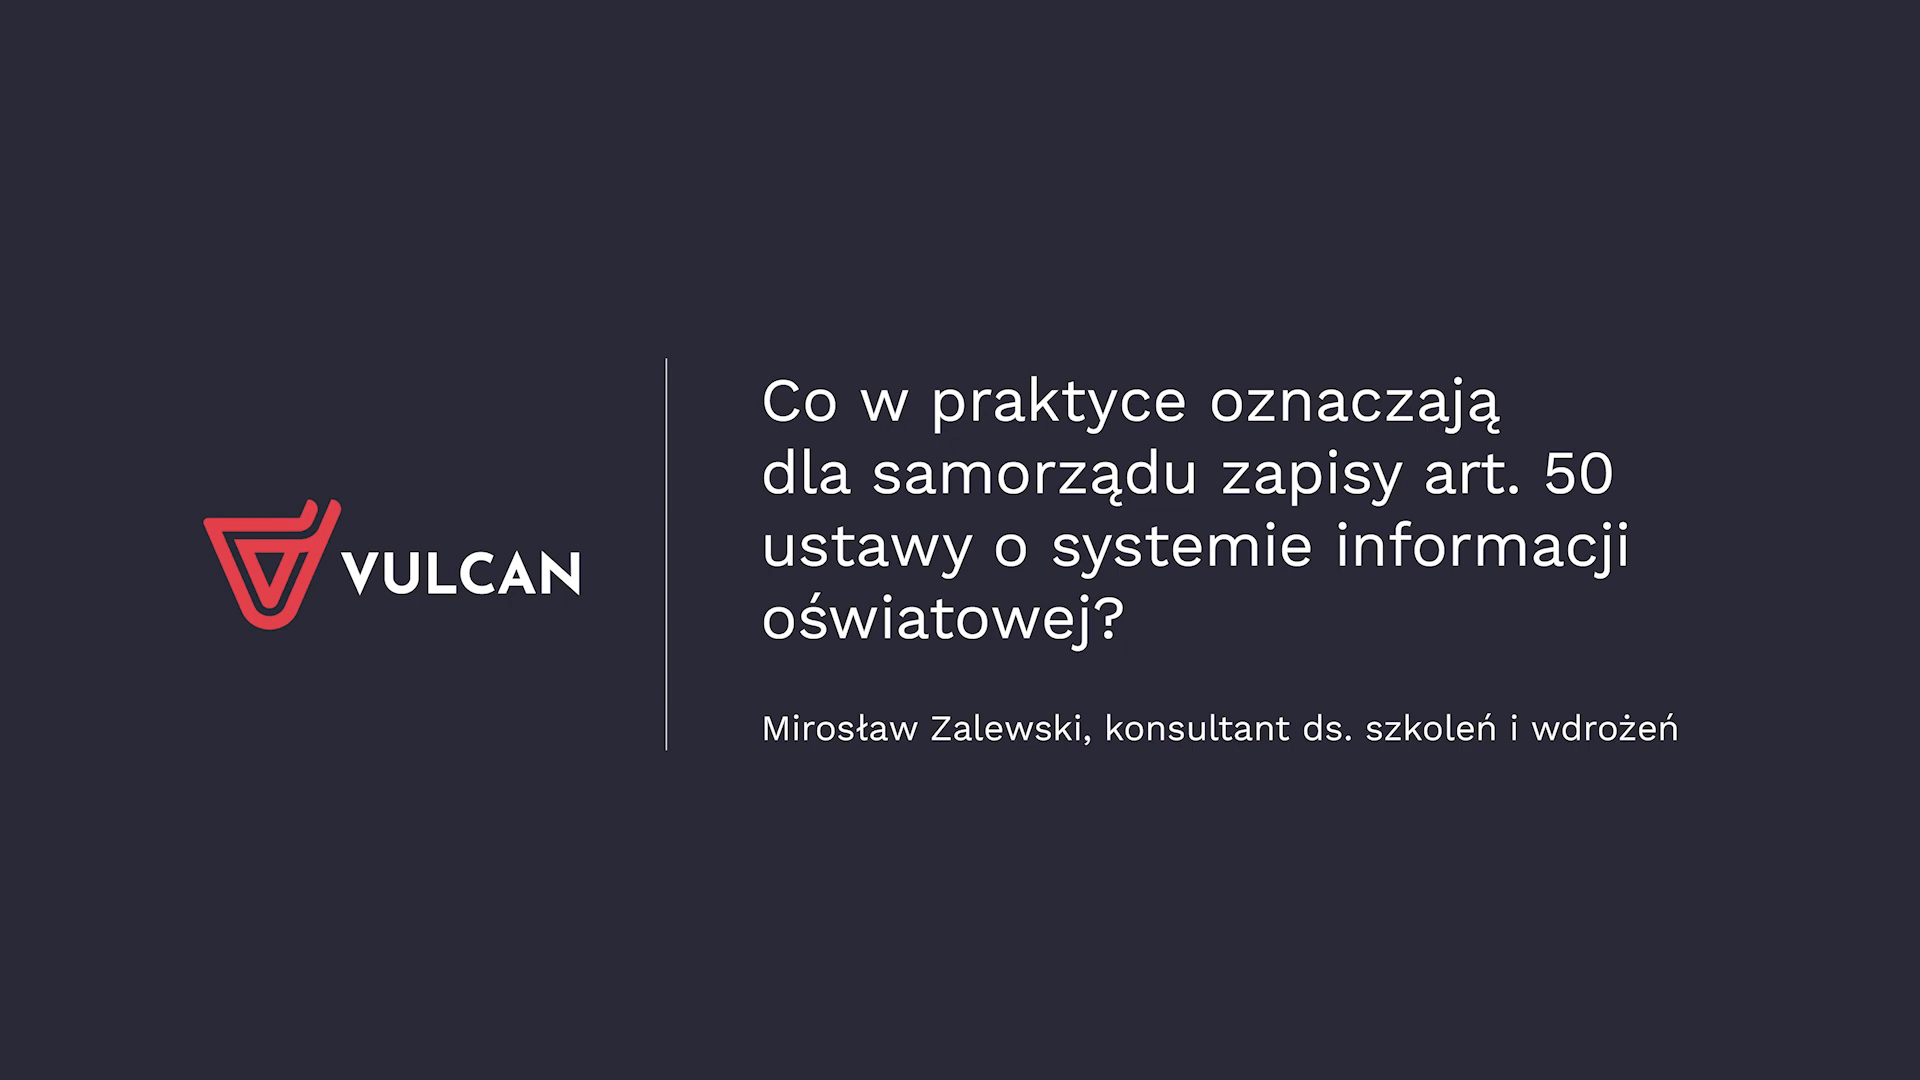 VULCAN
Co w praktyce oznaczają
dla samorządu zapisy art. 50
ustawy o systemie informacji
oświatowej?
Mirosław Zalewski, konsultant ds. szkoleń i wdrożeń